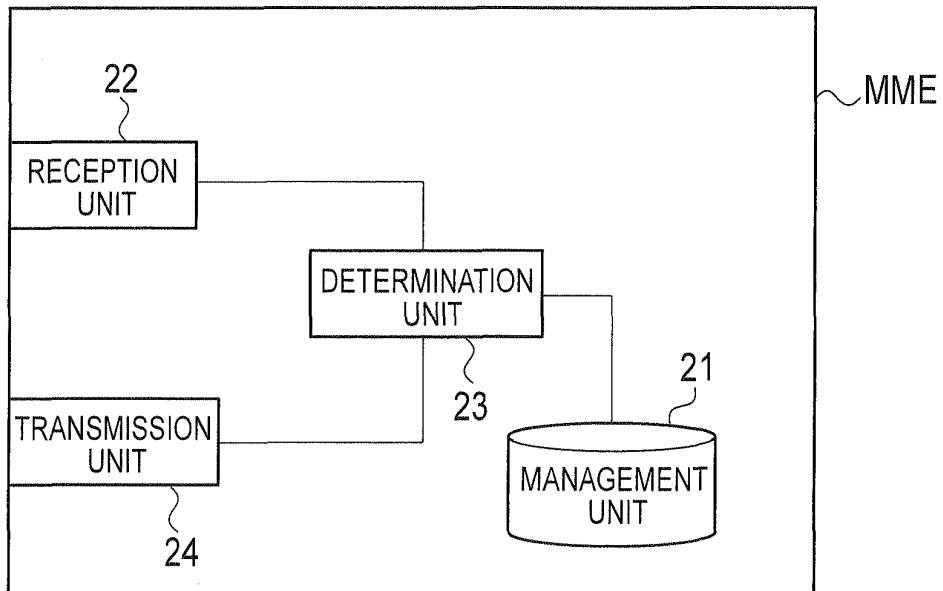 22
MME
RECEPTION
UNIT
DETERMINATION
UNIT
23
21
TRANSMISSION
UNIT
24
MANAGEMENT
UNIT